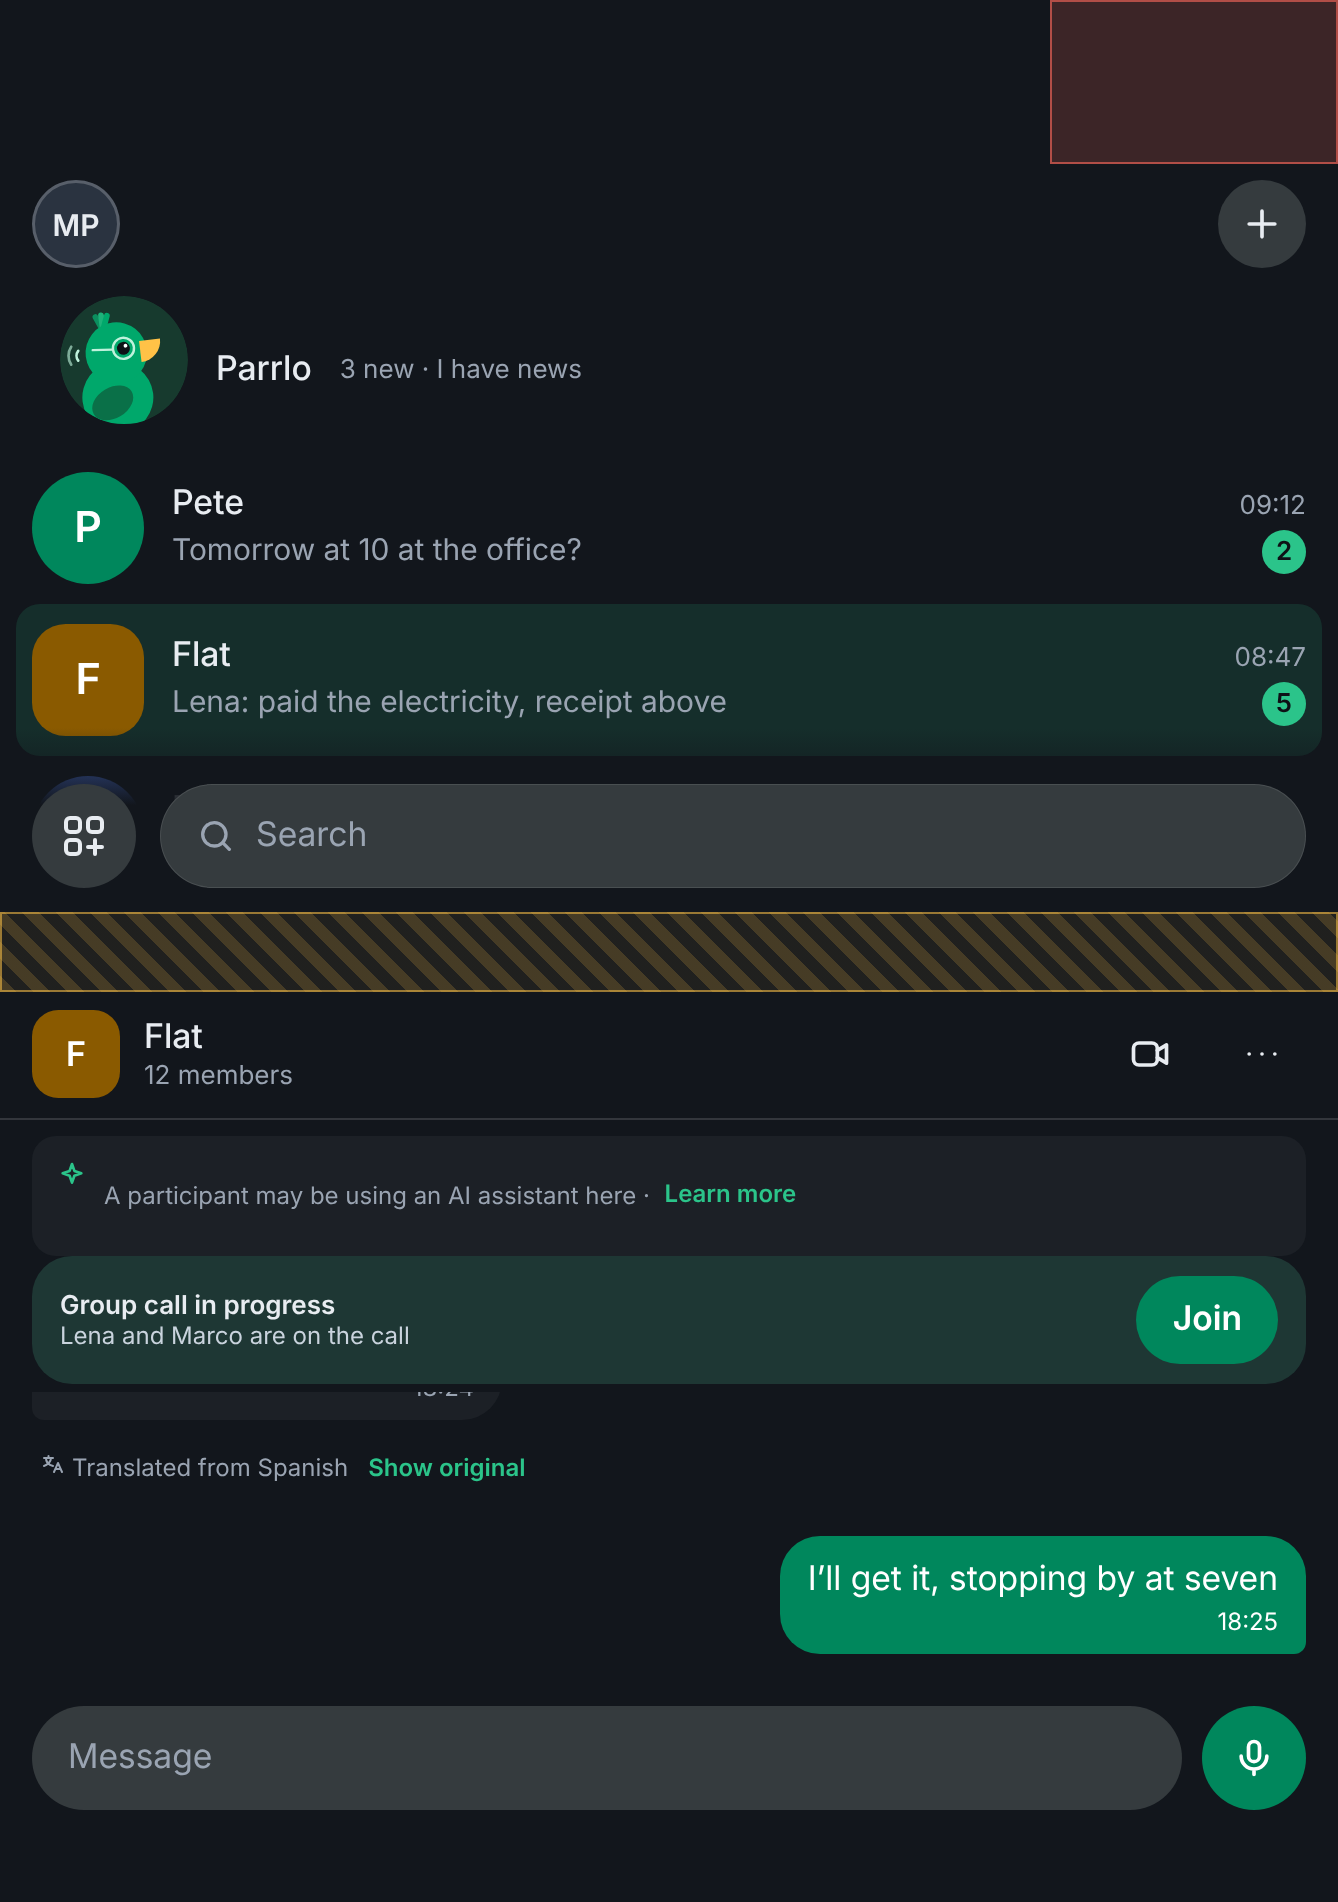 MP
Parrlo 3 new · I have news
P
Pete
09:12
Tomorrow at 10 at the office?
2
F
Flat
08:47
Lena: paid the electricity, receipt above
5
Search
F
Flat
12 members
A participant may be using an AI assistant here · Learn more
Group call in progress
Lena and Marco are on the call
Join
Translated from Spanish Show original
I’ll get it, stopping by at seven
18:25
Message